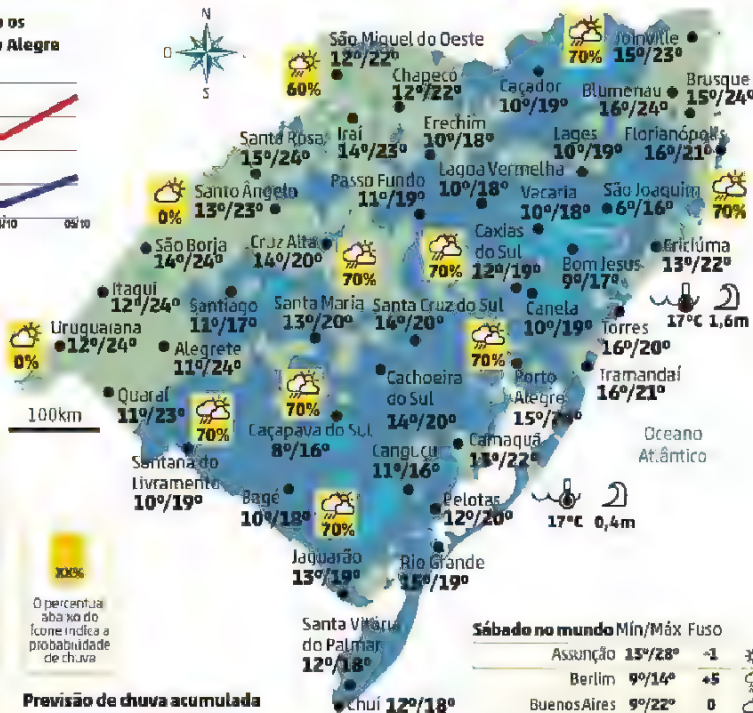 os
Alegre
05/10
N
O
S
São Miguel do Oeste
12º/22º
60%
Chapecó
12º/22º
70%
Joinville
15º/23º
Caçador
10º/19º
Blumenau
16º/24º
Brusque
15º/24º
Santa Rosa
15º/24º
Iraí
14º/23º
Erechim
10º/18º
Lages
10º/19º
Florianópolis
16º/21º
0%
Santo Ângelo
13º/23º
Passo Fundo
11º/19º
Lagoa Vermelha
10º/18º
Vacaria
10º/18º
São Joaquim
6º/16º
70%
São Borja
14º/24º
Cruz Alta
14º/20º
70%
70%
Caxias
do Sul
12º/19º
Bom Jesus
9º/17º
Criciúma
13º/22º
Itaqui
12º/24º
Santiago
11º/17º
Santa Maria
13º/20º
Santa Cruz do Sul
14º/20º
Canela
10º/19º
17ºC 1,6m
Torres
16º/20º
0%
Uruguaiana
12º/24º
Alegrete
11º/24º
70%
Tramandaí
16º/21º
Quaraí
11º/23º
70%
70%
Cachoeira
do Sul
14º/20º
Porto
Alegre
100km
Caçapava do Sul
8º/16º
Canguçu
11º/16º
Camaquã
Oceano
Atlântico
Santana do
Livramento
10º/19º
Bagé
10º/18º
70%
Pelotas
12º/20º
17ºC 0,4m
Jaguarão
13º/19º
Rio Grande
15º/19º
XX%
O percentual
abaixo do
ícone indica a
probabilidade
de chuva
Santa Vitória
do Palmar
12º/18º
Chuí 12º/18º
Previsão de chuva acumulada
Sábado no mundo Mín/Máx Fuso
Assunção 13º/28º -1
Berlim 9º/14º +5
Buenos Aires 9º/22º 0